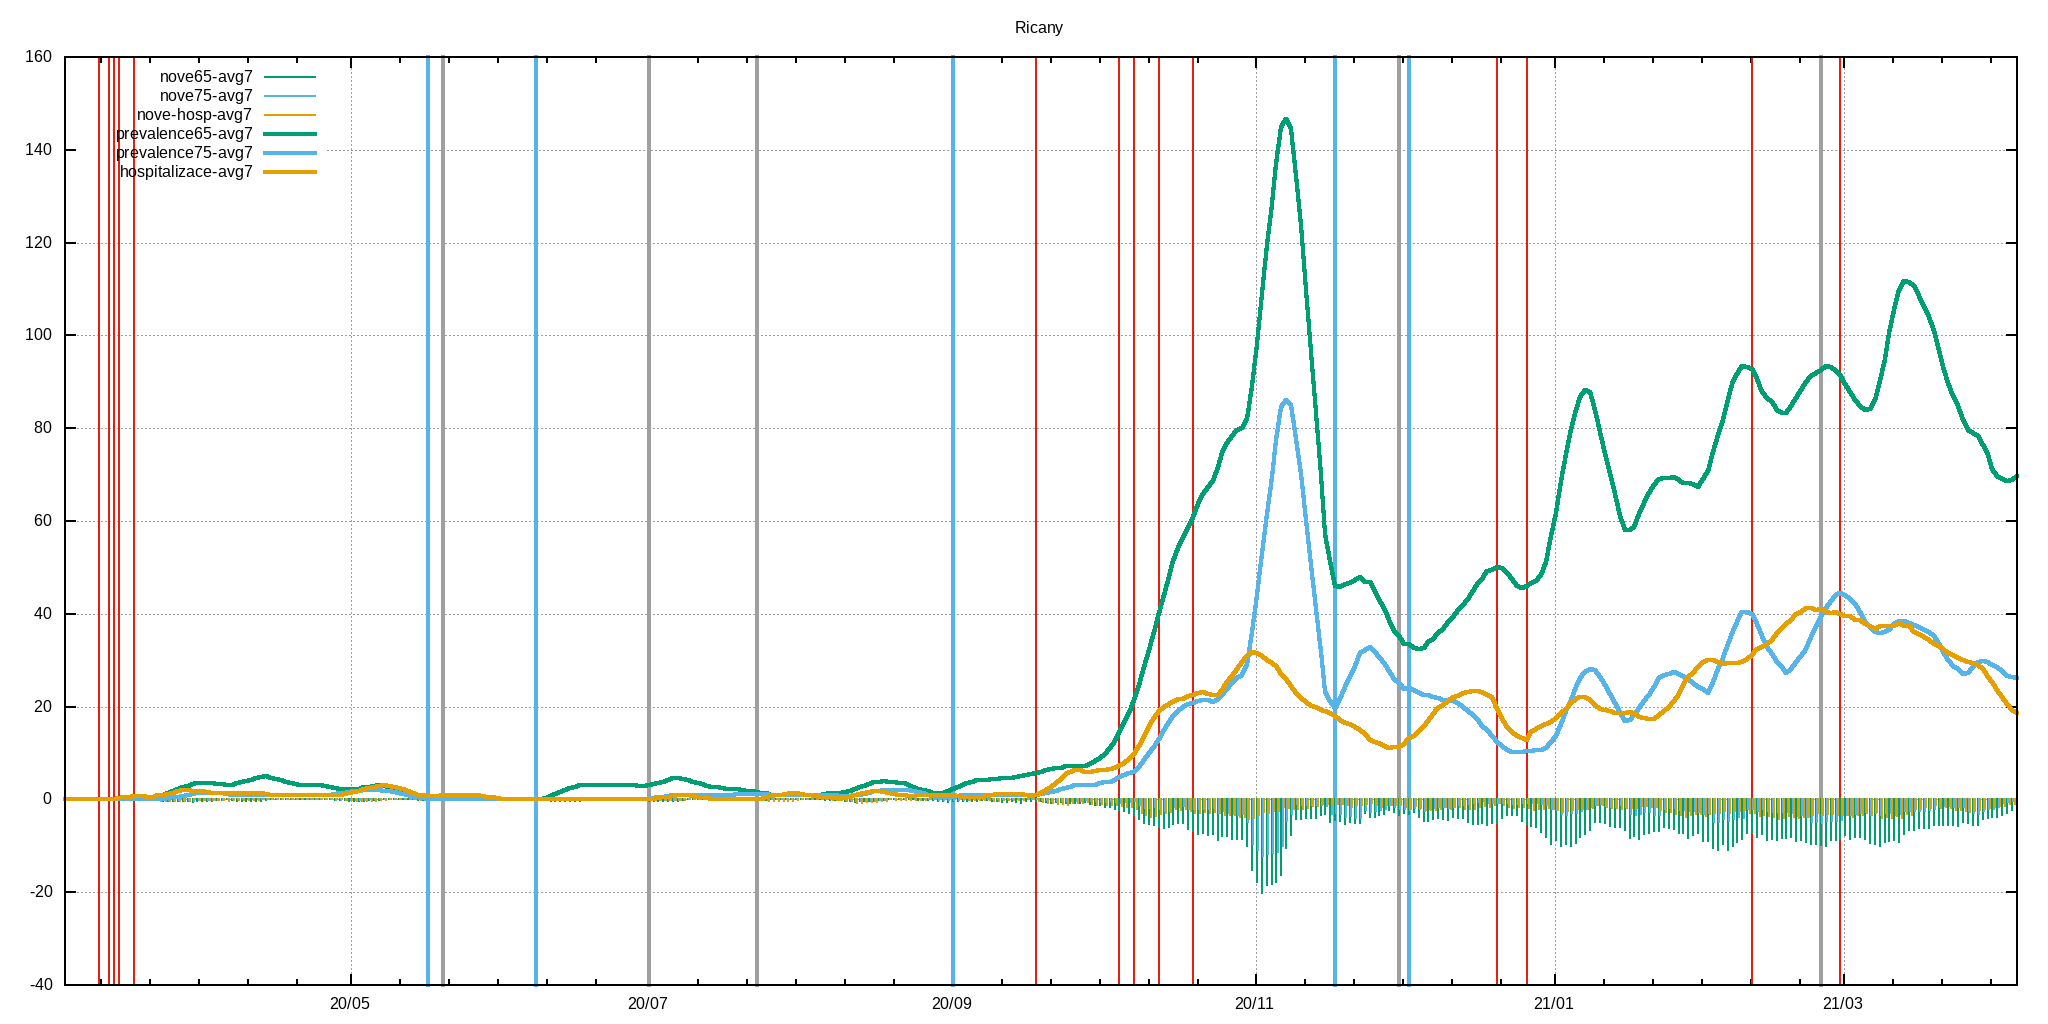 Ricany
160
nove65-avg7
nove75-avg7
nove-hosp-avg7
prevalence65-avg7
prevalence75-avg7
hospitalizace-avg7
140
120
100
80
60
40
20
0
-20
-40
20/05 20/07 20/09 20/11 21/01 21/03